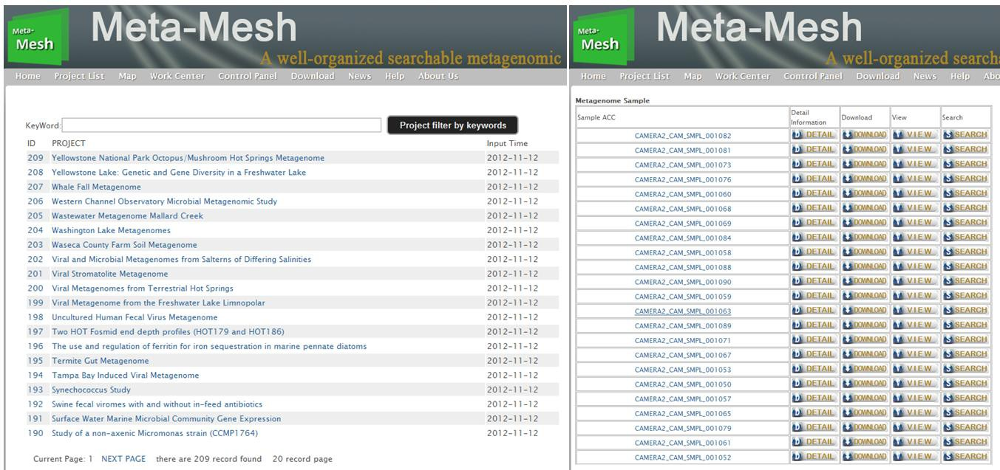 Meta-
Mesh
Meta-Mesh
A well-organized searchable metagenomic
Home Project List Map Work Center Control Panel Download News Help About Us
KeyWord: Project filter by keywords
ID PROJECT Input Time
209 Yellowstone National Park Octopus/Mushroom Hot Springs Metagenome 2012-11-12
208 Yellowstone Lake: Genetic and Gene Diversity in a Freshwater Lake 2012-11-12
207 Whale Fall Metagenome 2012-11-12
206 Western Channel Observatory Microbial Metagenomic Study 2012-11-12
205 Wastewater Metagenome Mallard Creek 2012-11-12
204 Washington Lake Metagenomes 2012-11-12
203 Waseca County Farm Soil Metagenome 2012-11-12
202 Viral and Microbial Metagenomes from Salterns of Differing Salinities 2012-11-12
201 Viral Stromatolite Metagenome 2012-11-12
200 Viral Metagenomes from Terrestrial Hot Springs 2012-11-12
199 Viral Metagenome from the Freshwater Lake Limnopolar 2012-11-12
198 Uncultured Human Fecal Virus Metagenome 2012-11-12
197 Two HOT Fosmid end depth profiles (HOT179 and HOT186) 2012-11-12
196 The use and regulation of ferritin for iron sequestration in marine pennate diatoms 2012-11-12
195 Termite Gut Metagenome 2012-11-12
194 Tampa Bay Induced Viral Metagenome 2012-11-12
193 Synechococcus Study 2012-11-12
192 Swine fecal viromes with and without in-feed antibiotics 2012-11-12
191 Surface Water Marine Microbial Community Gene Expression 2012-11-12
190 Study of a non-axenic Micromonas strain (CCMP1764) 2012-11-12
Current Page: 1 NEXT PAGE there are 209 record found 20 record page
Meta-
Mesh
Meta-Mesh
A well-organized search
Home Project List Map Work Center Control Panel Download News Help Abo
Metagenome Sample
Sample ACC Detail Information Download View Search
CAMERA2_CAM_SMPL_001082 D DETAIL DOWNLOAD V VIEW S SEARCH
CAMERA2_CAM_SMPL_001081 D DETAIL DOWNLOAD V VIEW S SEARCH
CAMERA2_CAM_SMPL_001073 D DETAIL DOWNLOAD V VIEW S SEARCH
CAMERA2_CAM_SMPL_001076 D DETAIL DOWNLOAD V VIEW S SEARCH
CAMERA2_CAM_SMPL_001060 D DETAIL DOWNLOAD V VIEW S SEARCH
CAMERA2_CAM_SMPL_001068 D DETAIL DOWNLOAD V VIEW S SEARCH
CAMERA2_CAM_SMPL_001069 D DETAIL DOWNLOAD V VIEW S SEARCH
CAMERA2_CAM_SMPL_001084 D DETAIL DOWNLOAD V VIEW S SEARCH
CAMERA2_CAM_SMPL_001058 D DETAIL DOWNLOAD V VIEW S SEARCH
CAMERA2_CAM_SMPL_001088 D DETAIL DOWNLOAD V VIEW S SEARCH
CAMERA2_CAM_SMPL_001090 D DETAIL DOWNLOAD V VIEW S SEARCH
CAMERA2_CAM_SMPL_001059 D DETAIL DOWNLOAD V VIEW S SEARCH
CAMERA2_CAM_SMPL_001063 D DETAIL DOWNLOAD V VIEW S SEARCH
CAMERA2_CAM_SMPL_001089 D DETAIL DOWNLOAD V VIEW S SEARCH
CAMERA2_CAM_SMPL_001071 D DETAIL DOWNLOAD V VIEW S SEARCH
CAMERA2_CAM_SMPL_001067 D DETAIL DOWNLOAD V VIEW S SEARCH
CAMERA2_CAM_SMPL_001053 D DETAIL DOWNLOAD V VIEW S SEARCH
CAMERA2_CAM_SMPL_001050 D DETAIL DOWNLOAD V VIEW S SEARCH
CAMERA2_CAM_SMPL_001057 D DETAIL DOWNLOAD V VIEW S SEARCH
CAMERA2_CAM_SMPL_001065 D DETAIL DOWNLOAD V VIEW S SEARCH
CAMERA2_CAM_SMPL_001079 D DETAIL DOWNLOAD V VIEW S SEARCH
CAMERA2_CAM_SMPL_001061 D DETAIL DOWNLOAD V VIEW S SEARCH
CAMERA2_CAM_SMPL_001052 D DETAIL DOWNLOAD V VIEW S SEARCH